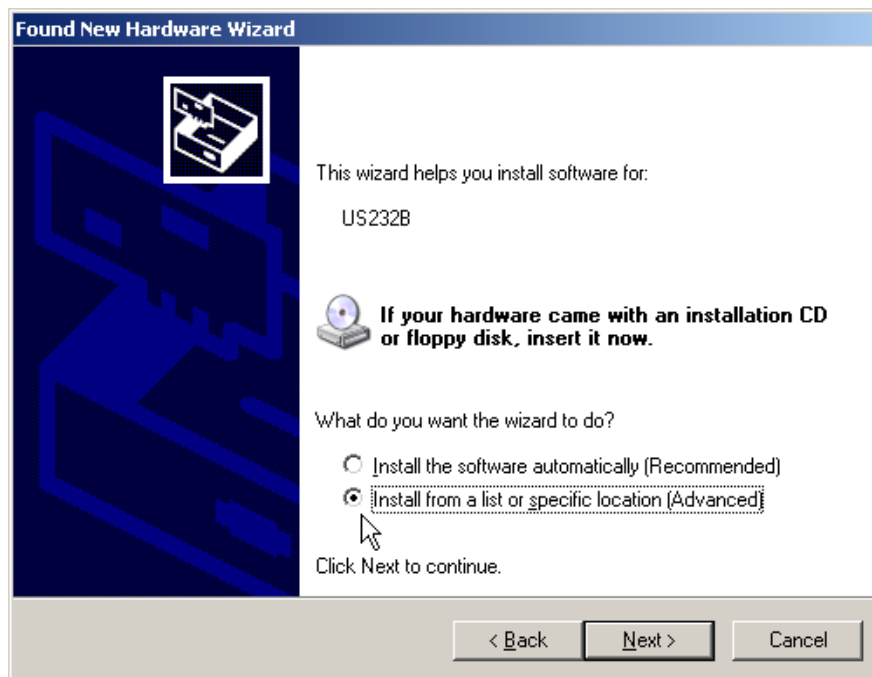 Found New Hardware Wizard
This wizard helps you install software for:
US232B
If your hardware came with an installation CD
or floppy disk, insert it now.
What do you want the wizard to do?
Install the software automatically (Recommended)
Install from a list or specific location (Advanced)
Click Next to continue.
< Back
Next >
Cancel